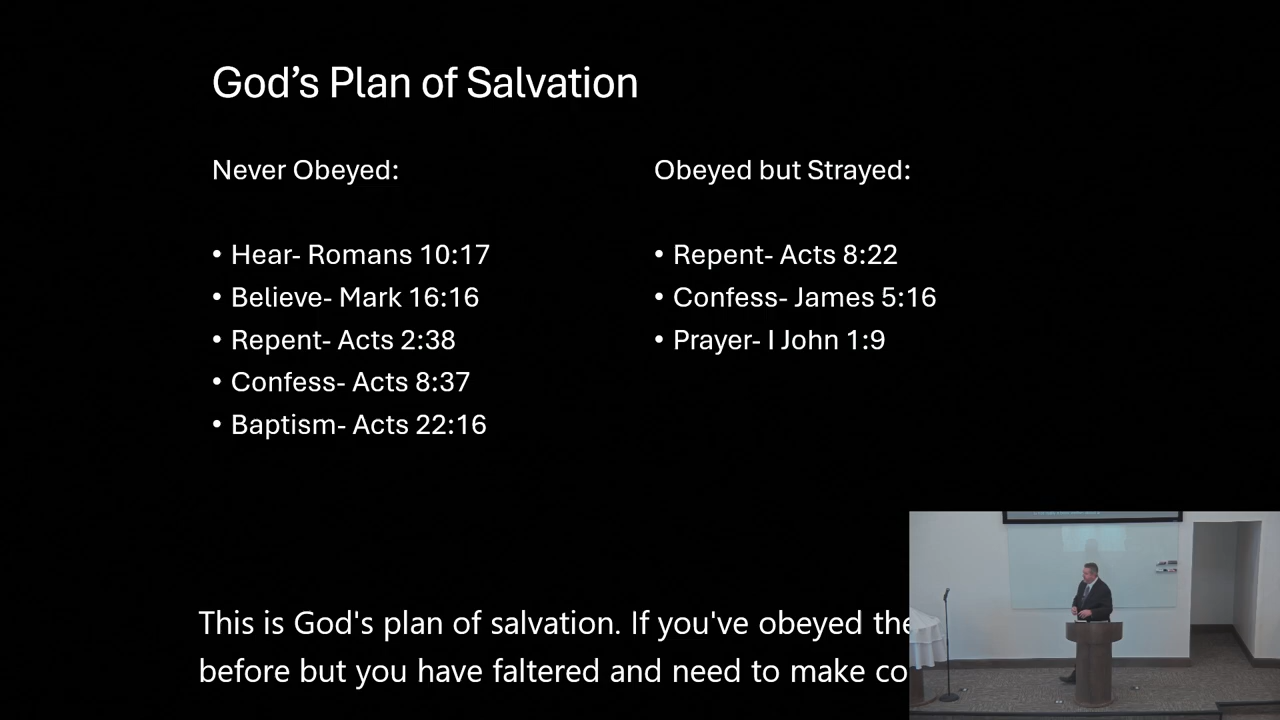 God’s Plan of Salvation
Never Obeyed:
• Hear- Romans 10:17
• Believe- Mark 16:16
• Repent- Acts 2:38
• Confess- Acts 8:37
• Baptism- Acts 22:16
Obeyed but Strayed:
• Repent- Acts 8:22
• Confess- James 5:16
• Prayer- I John 1:9
This is God's plan of salvation. If you've obeyed the
before but you have faltered and need to make co